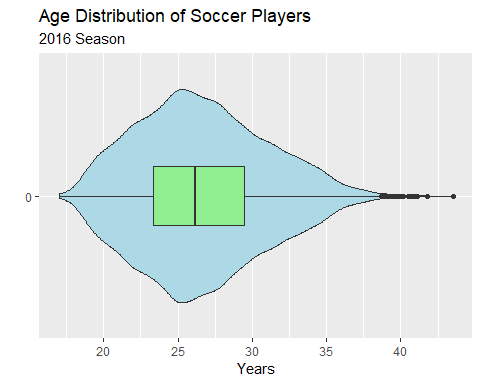 Age Distribution of Soccer Players
2016 Season
0
20 25 30 35 40
Years